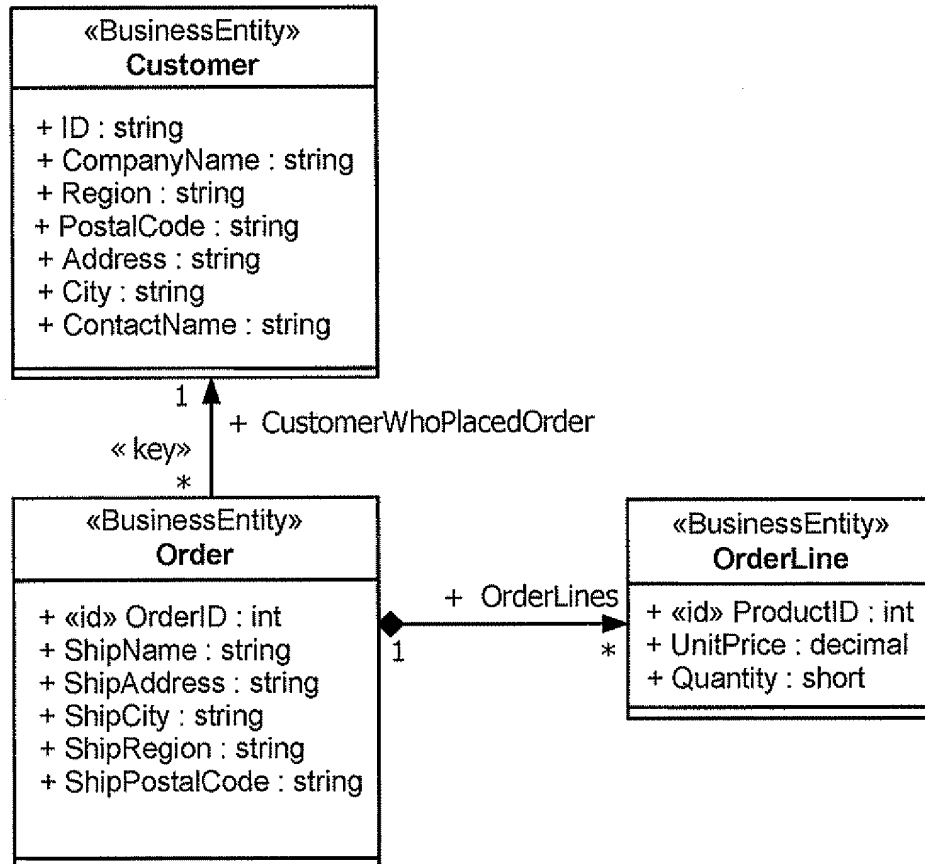 «BusinessEntity»
Customer
+ ID : string
+ CompanyName : string
+ Region : string
+ PostalCode : string
+ Address : string
+ City : string
+ ContactName : string
1
+ CustomerWhoPlacedOrder
« key»
*
«BusinessEntity»
Order
+ «id» OrderID : int
+ ShipName : string
+ ShipAddress : string
+ ShipCity : string
+ ShipRegion : string
+ ShipPostalCode : string
+ OrderLines
1
*
«BusinessEntity»
OrderLine
+ «id» ProductID : int
+ UnitPrice : decimal
+ Quantity : short